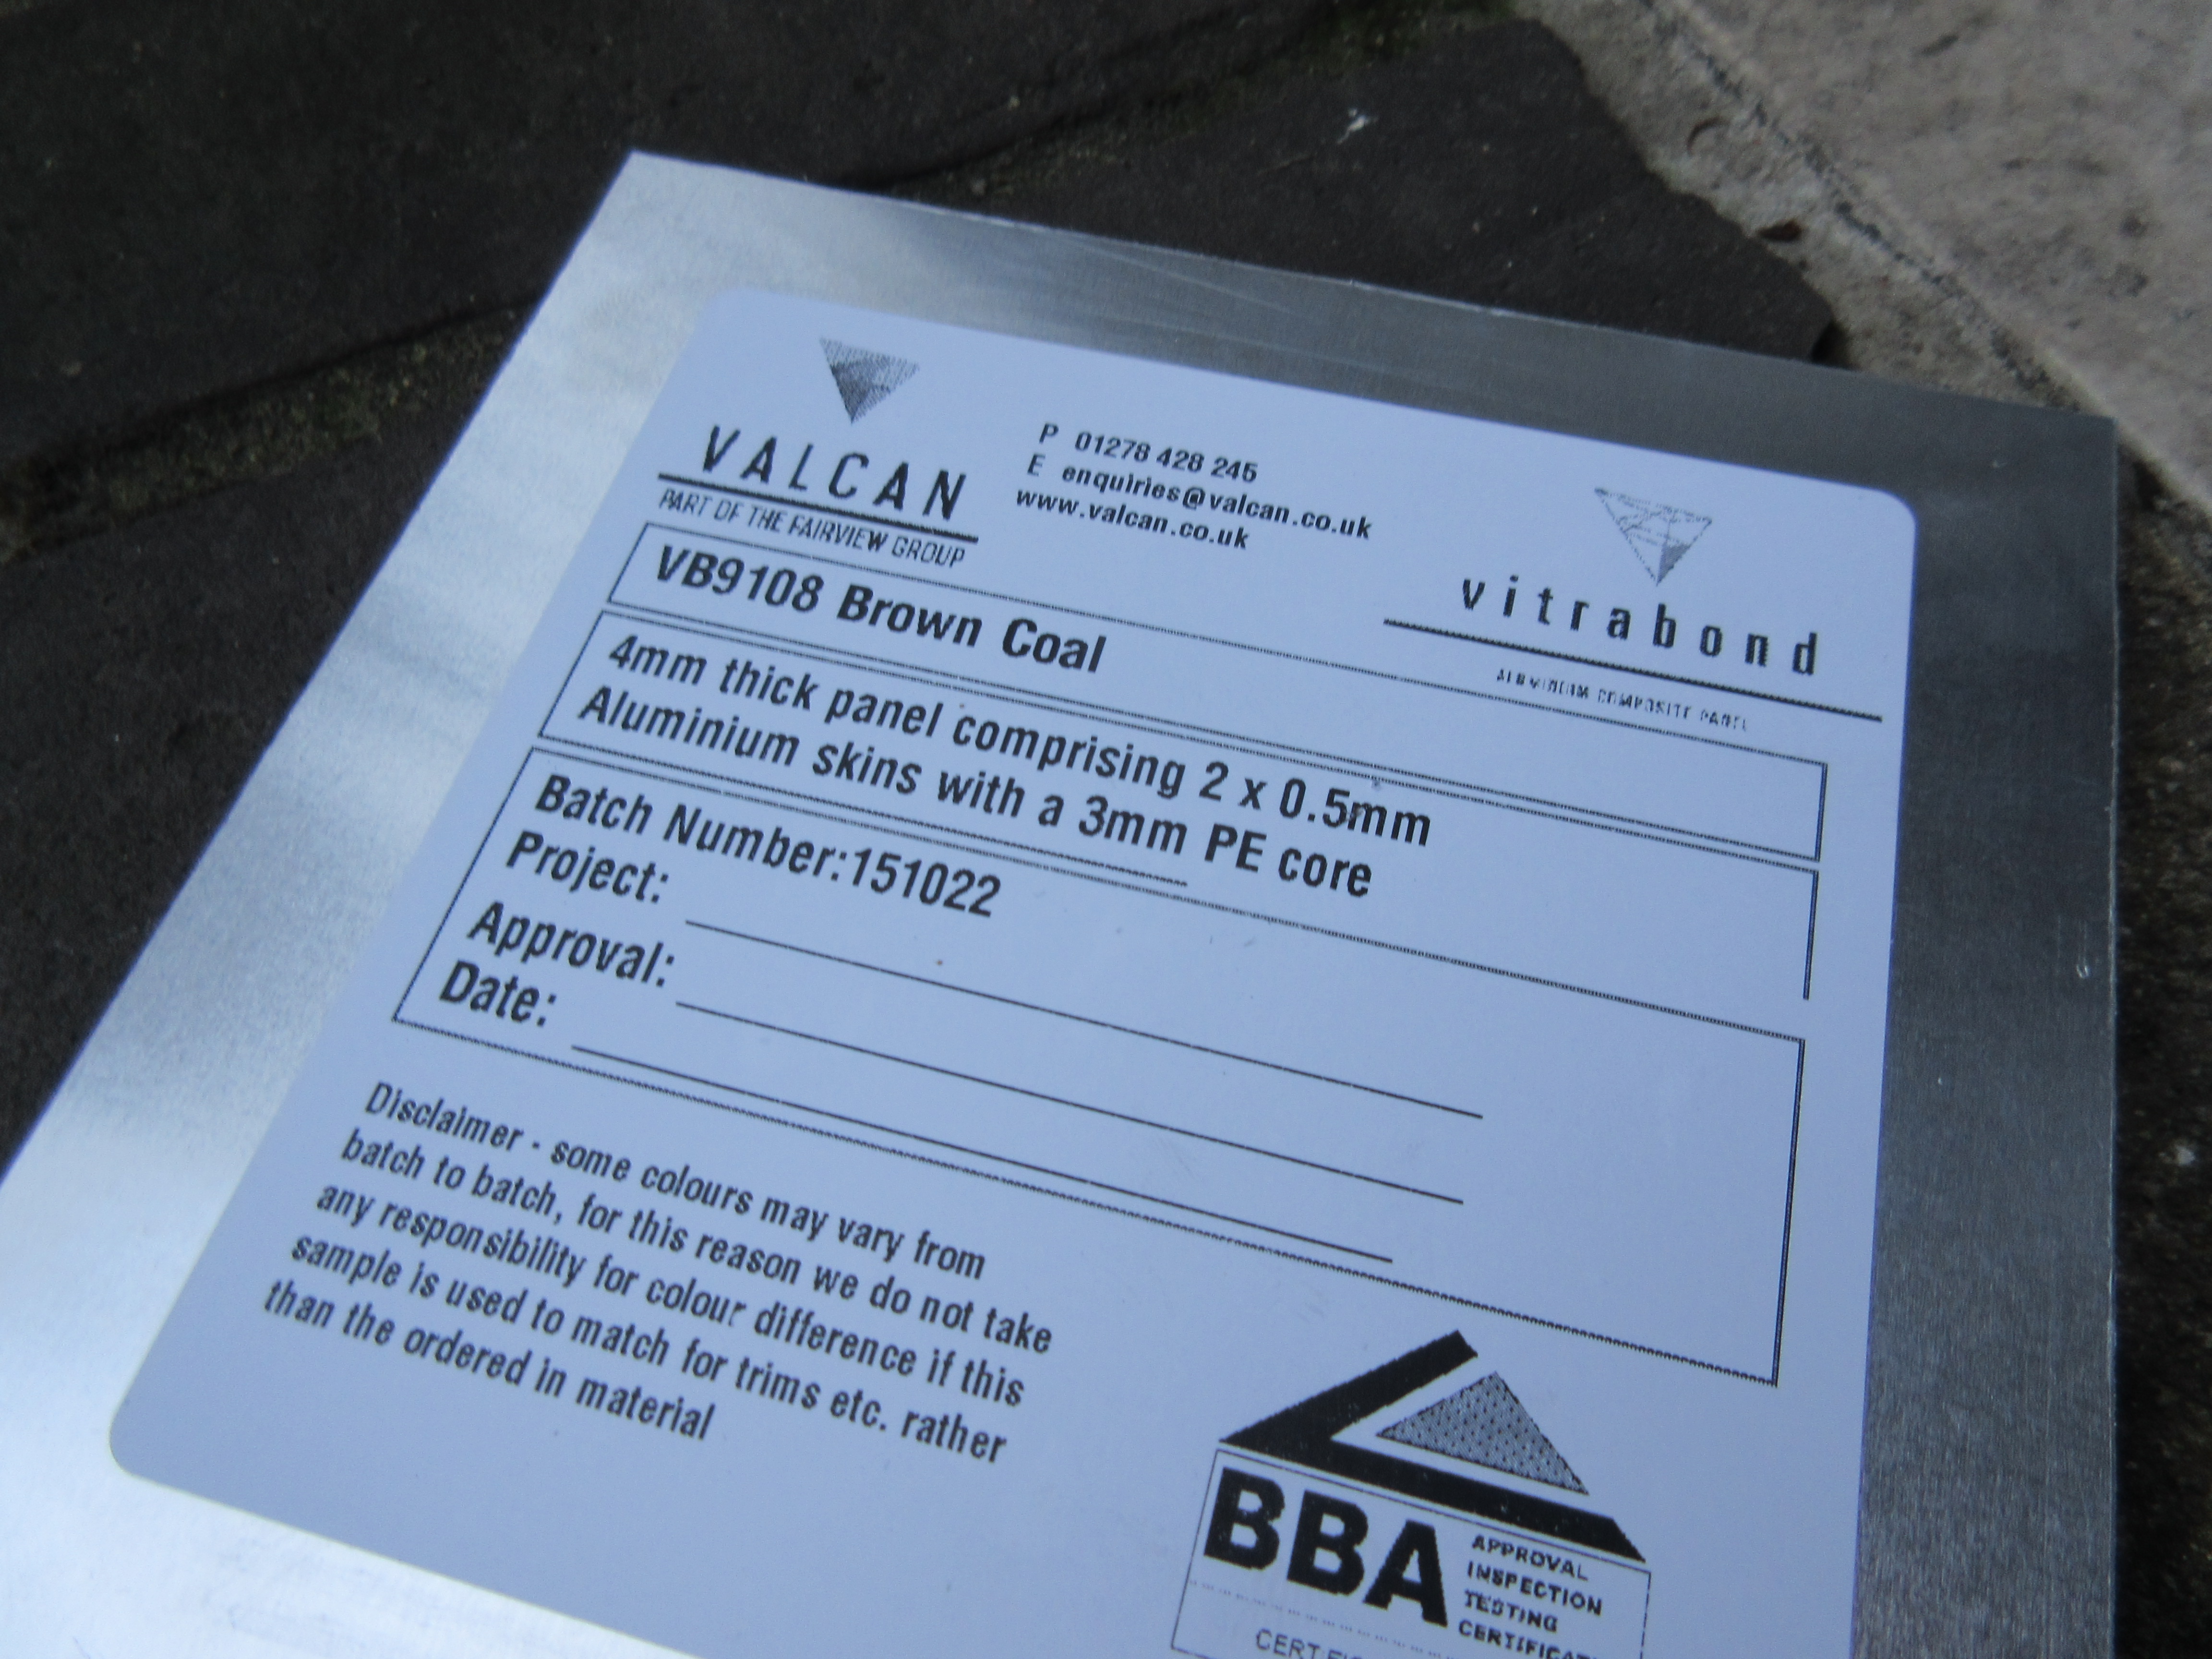 VALCAN
PART OF THE FAIRVIEW GROUP
P 01278 428 245
E enquiries@valcan.co.uk
www.valcan.co.uk
vitrabond
ALUMINIUM COMPOSITE PANEL
VB9108 Brown Coal
4mm thick panel comprising 2 x 0.5mm
Aluminium skins with a 3mm PE core
Batch Number:151022
Project:
Approval:
Date:
Disclaimer - some colours may vary from
batch to batch, for this reason we do not take
any responsibility for colour difference if this
sample is used to match for trims etc. rather
than the ordered in material
BBA
APPROVAL
INSPECTION
TESTING